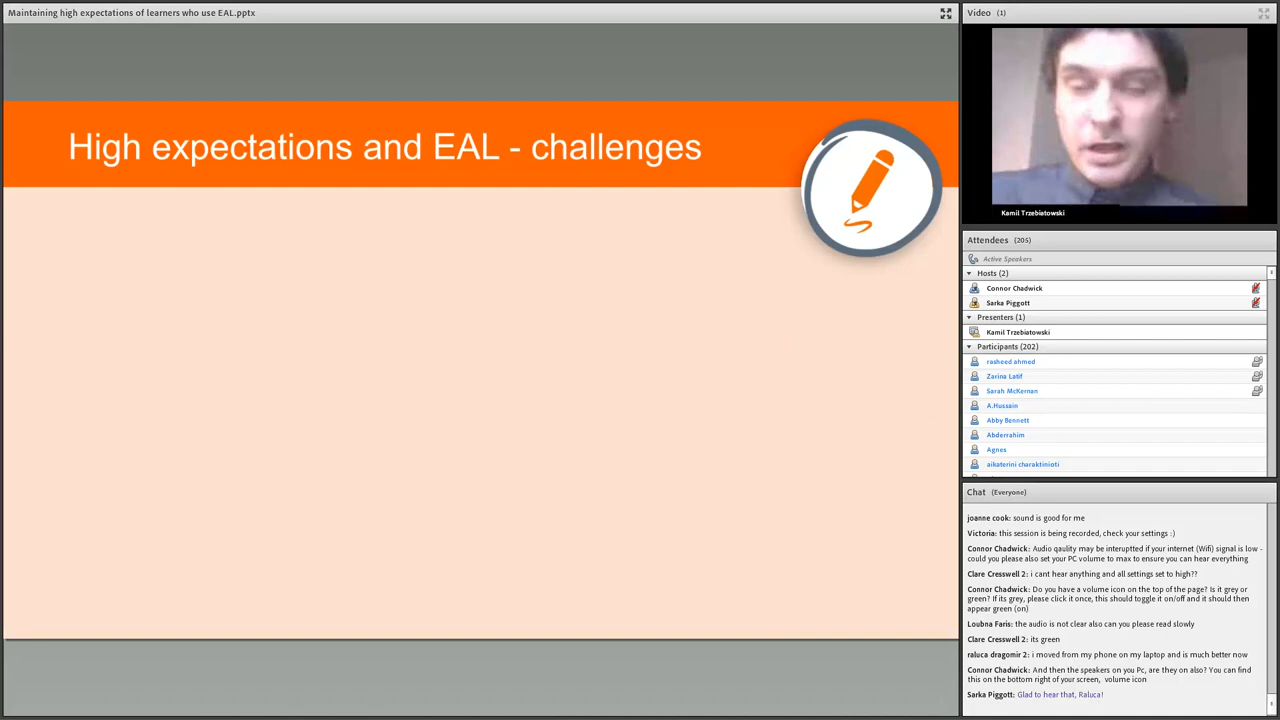 Maintaining high expectations of learners who use EAL.pptx
High expectations and EAL - challenges
Video (1)
Kamil Trzebiatowski
Attendees (205)
Active Speakers
Hosts (2)
Connor Chadwick
Sarka Piggott
Presenters (1)
Kamil Trzebiatowski
Participants (202)
rasheed ahmed
Zarina Latif
Sarah McKernan
A.Hussain
Abby Bennett
Abderrahim
Agnes
aikaterini charaktinioti
Chat (Everyone)
joanne cook: sound is good for me
Victoria: this session is being recorded, check your settings :)
Connor Chadwick: Audio qaulity may be interuptted if your internet (Wifi) signal is low -
could you please also set your PC volume to max to ensure you can hear everything
Clare Cresswell 2: i cant hear anything and all settings set to high??
Connor Chadwick: Do you have a volume icon on the top of the page? Is it grey or
green? If its grey, please click it once, this should toggle it on/off and it should then
appear green (on)
Loubna Faris: the audio is not clear also can you please read slowly
Clare Cresswell 2: its green
raluca dragomir 2: i moved from my phone on my laptop and is much better now
Connor Chadwick: And then the speakers on you Pc, are they on also? You can find
this on the bottom right of your screen, volume icon
Sarka Piggott: Glad to hear that, Raluca!